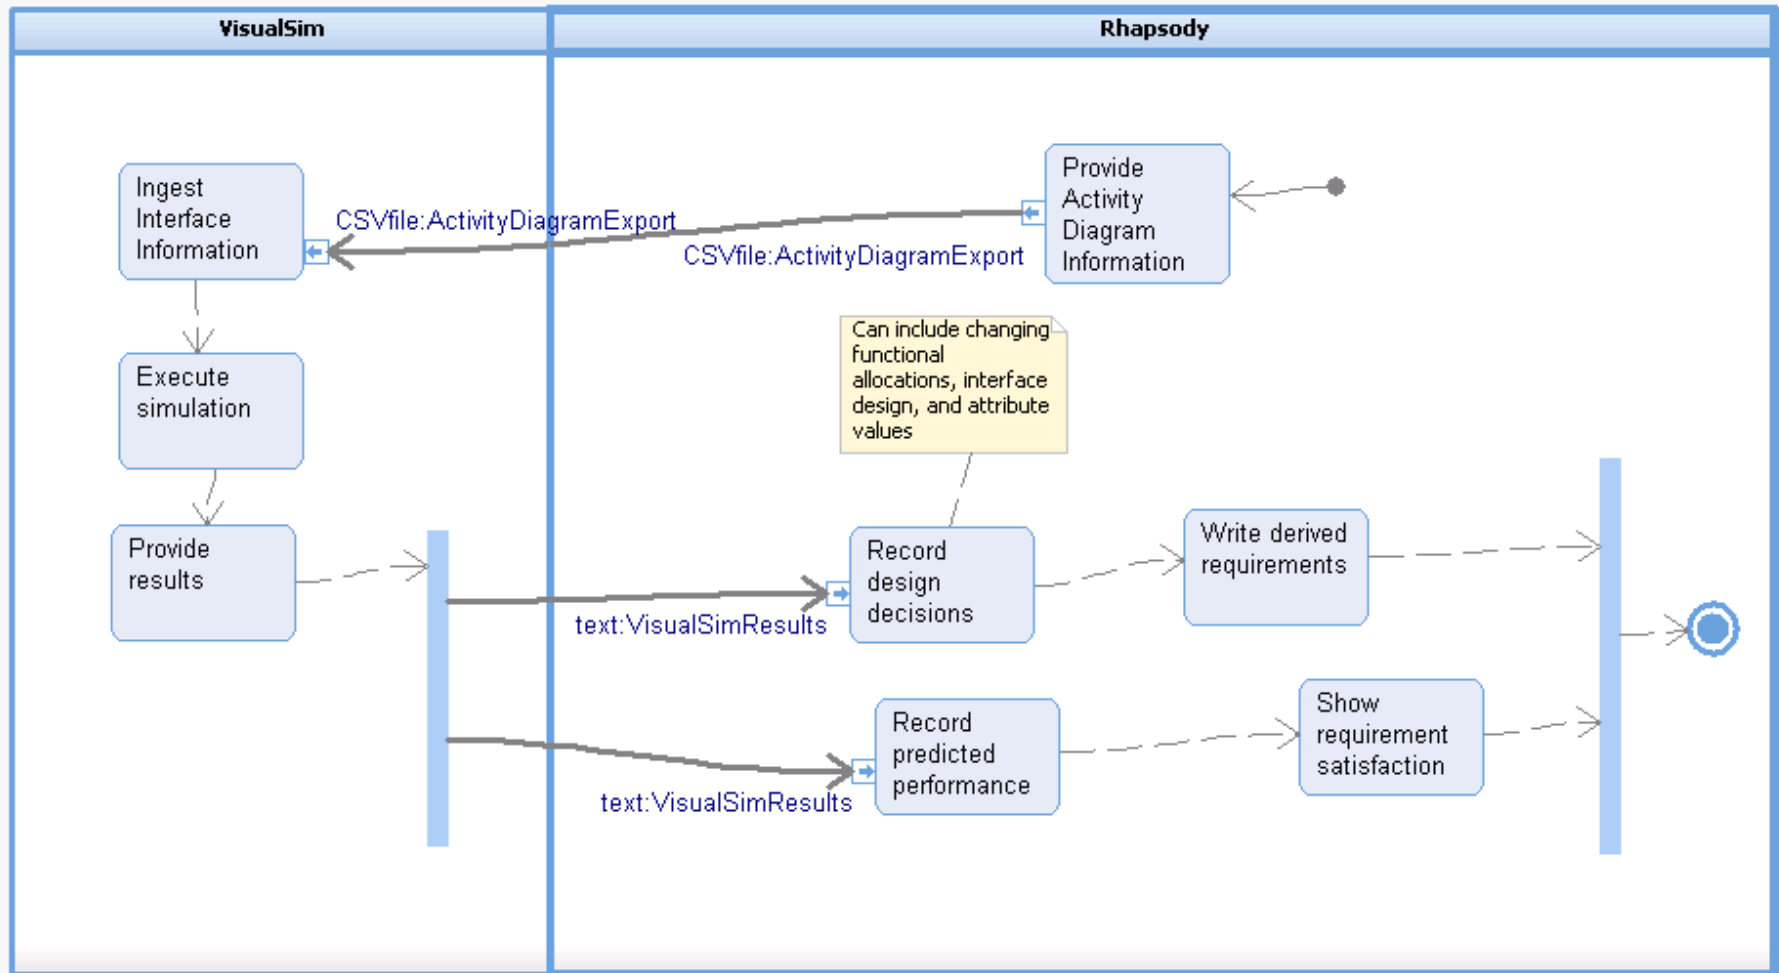 VisualSim
Rhapsody
Provide
Activity
Diagram
Information
Ingest
Interface
Information
CSVfile:ActivityDiagramExport
CSVfile:ActivityDiagramExport
Can include changing
functional
allocations, interface
design, and attribute
values
Execute
simulation
Provide
results
Record
design
decisions
Write derived
requirements
text:VisualSimResults
Record
predicted
performance
Show
requirement
satisfaction
text:VisualSimResults